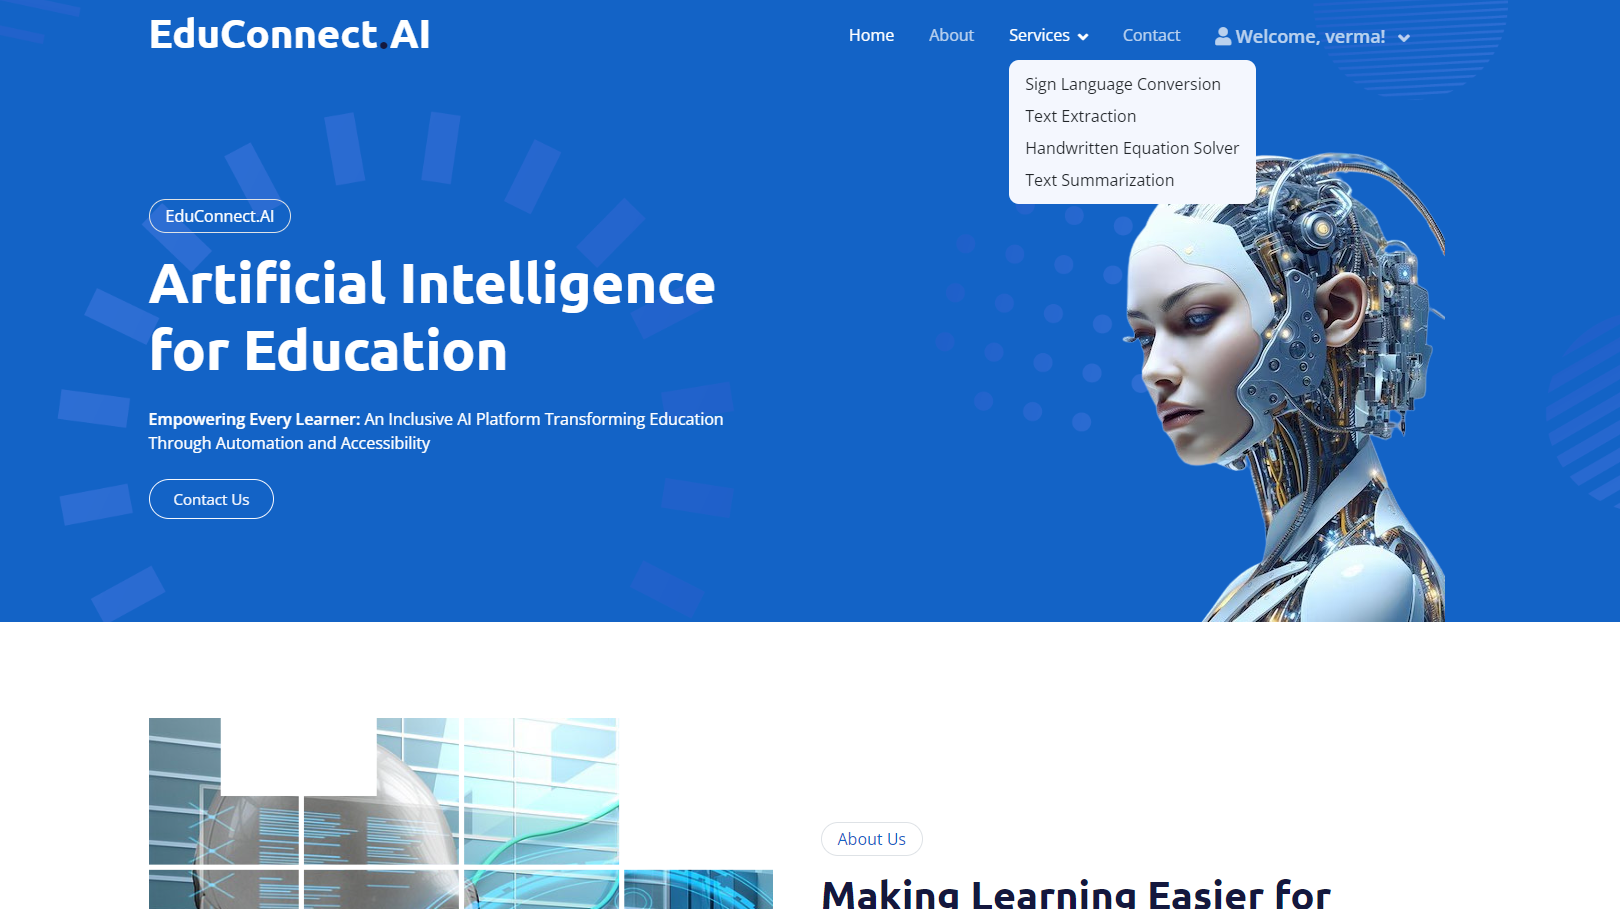 EduConnect.AI
Home
About
Services
Contact
Welcome, verma!
Sign Language Conversion
Text Extraction
Handwritten Equation Solver
Text Summarization
EduConnect.AI
Artificial Intelligence
for Education
Empowering Every Learner: An Inclusive AI Platform Transforming Education
Through Automation and Accessibility
Contact Us
About Us
Making Learning Easier for